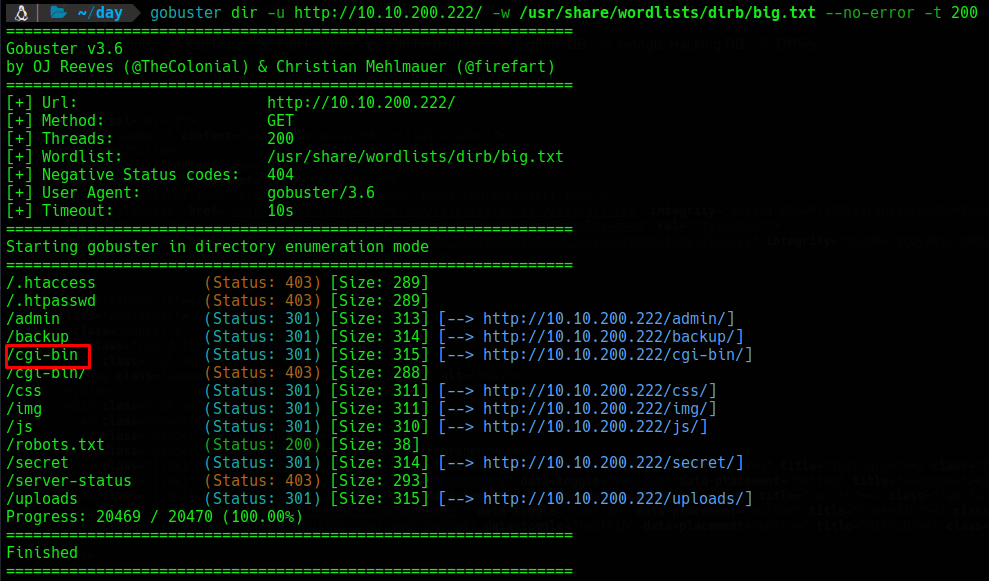 ~/day gobuster dir -u http://10.10.200.222/ -w /usr/share/wordlists/dirb/big.txt --no-error -t 200
===============================================================
Gobuster v3.6
by OJ Reeves (@TheColonial) & Christian Mehlmauer (@firefart)
===============================================================
[+] Url: http://10.10.200.222/
[+] Method: GET
[+] Threads: 200
[+] Wordlist: /usr/share/wordlists/dirb/big.txt
[+] Negative Status codes: 404
[+] User Agent: gobuster/3.6
[+] Timeout: 10s
===============================================================
Starting gobuster in directory enumeration mode
===============================================================
/.htaccess (Status: 403) [Size: 289]
/.htpasswd (Status: 403) [Size: 289]
/admin (Status: 301) [Size: 313] [--> http://10.10.200.222/admin/]
/backup (Status: 301) [Size: 314] [--> http://10.10.200.222/backup/]
/cgi-bin (Status: 301) [Size: 315] [--> http://10.10.200.222/cgi-bin/]
/cgi-bin/ (Status: 403) [Size: 288]
/css (Status: 301) [Size: 311] [--> http://10.10.200.222/css/]
/img (Status: 301) [Size: 311] [--> http://10.10.200.222/img/]
/js (Status: 301) [Size: 310] [--> http://10.10.200.222/js/]
/robots.txt (Status: 200) [Size: 38]
/secret (Status: 301) [Size: 314] [--> http://10.10.200.222/secret/]
/server-status (Status: 403) [Size: 293]
/uploads (Status: 301) [Size: 315] [--> http://10.10.200.222/uploads/]
Progress: 20469 / 20470 (100.00%)
===============================================================
Finished
===============================================================